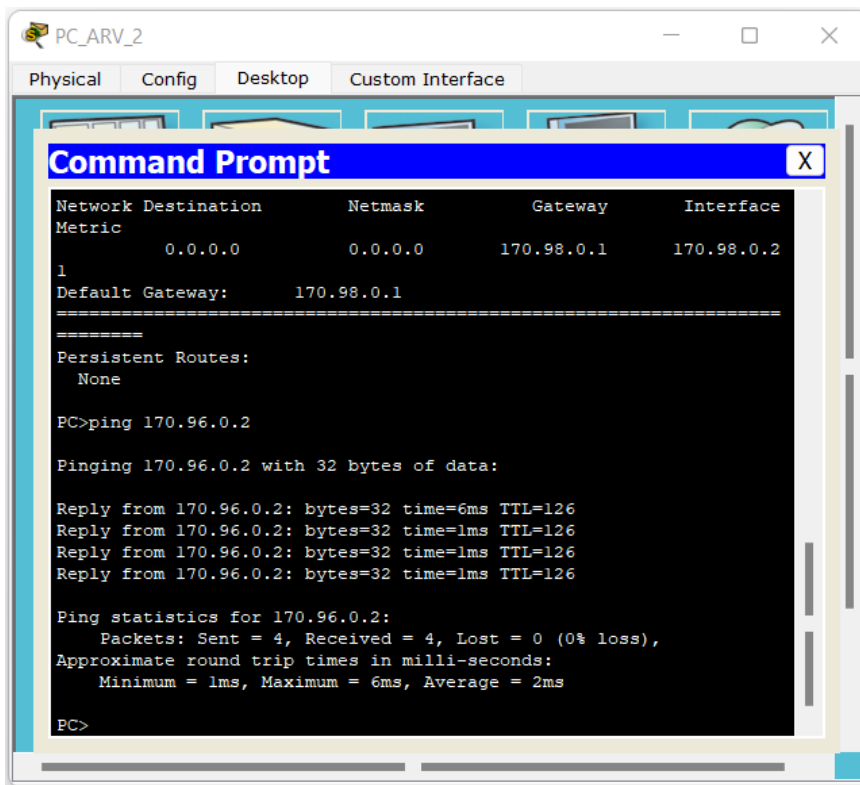 PC_ARV_2
Physical Config Desktop Custom Interface
Command Prompt X
Network Destination Netmask Gateway Interface
Metric
0.0.0.0 0.0.0.0 170.98.0.1 170.98.0.2
1
Default Gateway: 170.98.0.1
===================================================================
========
Persistent Routes:
None
PC>ping 170.96.0.2
Pinging 170.96.0.2 with 32 bytes of data:
Reply from 170.96.0.2: bytes=32 time=6ms TTL=126
Reply from 170.96.0.2: bytes=32 time=1ms TTL=126
Reply from 170.96.0.2: bytes=32 time=1ms TTL=126
Reply from 170.96.0.2: bytes=32 time=1ms TTL=126
Ping statistics for 170.96.0.2:
Packets: Sent = 4, Received = 4, Lost = 0 (0% loss),
Approximate round trip times in milli-seconds:
Minimum = 1ms, Maximum = 6ms, Average = 2ms
PC>